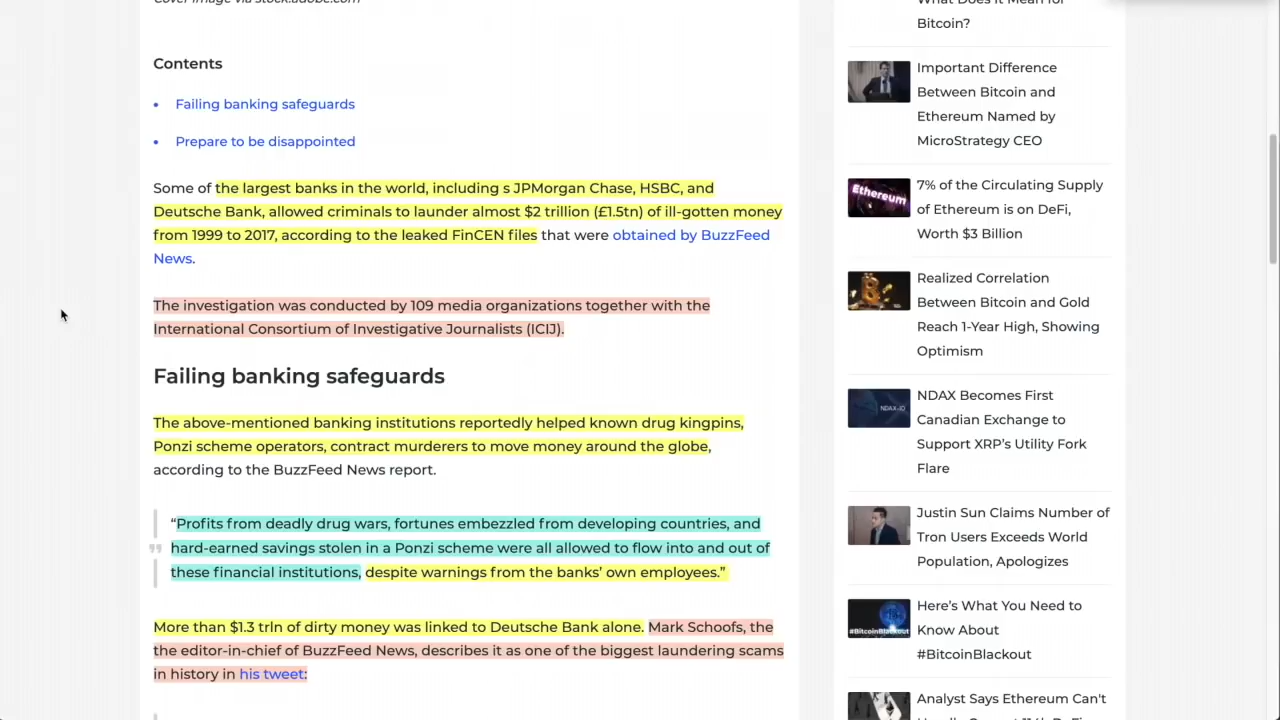 Cover image via stock.adobe.com
Contents
• Failing banking safeguards
• Prepare to be disappointed
Some of the largest banks in the world, including s JPMorgan Chase, HSBC, and
Deutsche Bank, allowed criminals to launder almost $2 trillion (£1.5tn) of ill-gotten money
from 1999 to 2017, according to the leaked FinCEN files that were obtained by BuzzFeed
News.
The investigation was conducted by 109 media organizations together with the
International Consortium of Investigative Journalists (ICIJ).
Failing banking safeguards
The above-mentioned banking institutions reportedly helped known drug kingpins,
Ponzi scheme operators, contract murderers to move money around the globe,
according to the BuzzFeed News report.
“Profits from deadly drug wars, fortunes embezzled from developing countries, and
hard-earned savings stolen in a Ponzi scheme were all allowed to flow into and out of
these financial institutions, despite warnings from the banks’ own employees.”
More than $1.3 trln of dirty money was linked to Deutsche Bank alone. Mark Schoofs, the
the editor-in-chief of BuzzFeed News, describes it as one of the biggest laundering scams
in history in his tweet:
What Does It Mean for
Bitcoin?
Important Difference
Between Bitcoin and
Ethereum Named by
MicroStrategy CEO
Ethereum
7% of the Circulating Supply
of Ethereum is on DeFi,
Worth $3 Billion
Realized Correlation
Between Bitcoin and Gold
Reach 1-Year High, Showing
Optimism
NDAX Becomes First
Canadian Exchange to
Support XRP’s Utility Fork
Flare
Justin Sun Claims Number of
Tron Users Exceeds World
Population, Apologizes
#BitcoinBlackout
Here’s What You Need to
Know About
#BitcoinBlackout
Analyst Says Ethereum Can't